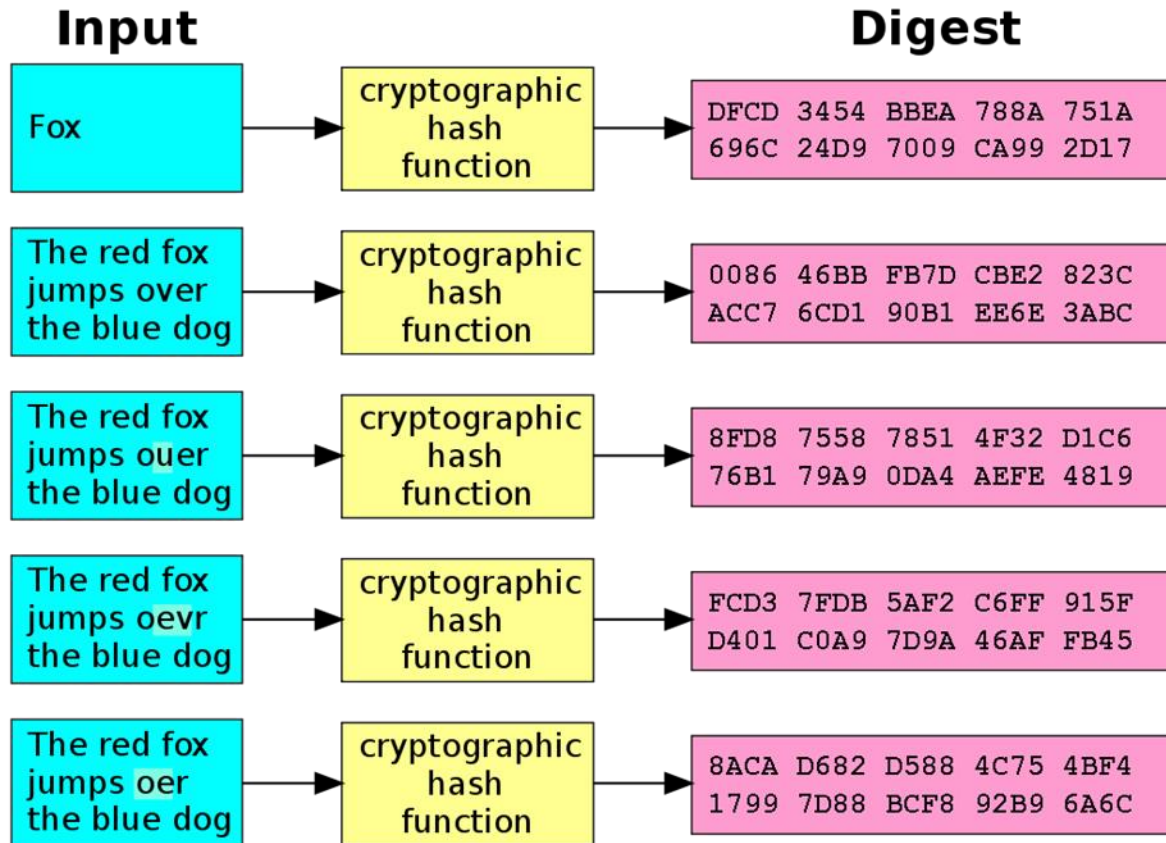 Input
Digest
Fox
cryptographic
hash
function
DFCD 3454 BBEA 788A 751A
696C 24D9 7009 CA99 2D17
The red fox
jumps over
the blue dog
cryptographic
hash
function
0086 46BB FB7D CBE2 823C
ACC7 6CD1 90B1 EE6E 3ABC
The red fox
jumps ouer
the blue dog
cryptographic
hash
function
8FD8 7558 7851 4F32 D1C6
76B1 79A9 0DA4 AEFE 4819
The red fox
jumps oevr
the blue dog
cryptographic
hash
function
FCD3 7FDB 5AF2 C6FF 915F
D401 C0A9 7D9A 46AF FB45
The red fox
jumps oer
the blue dog
cryptographic
hash
function
8ACA D682 D588 4C75 4BF4
1799 7D88 BCF8 92B9 6A6C